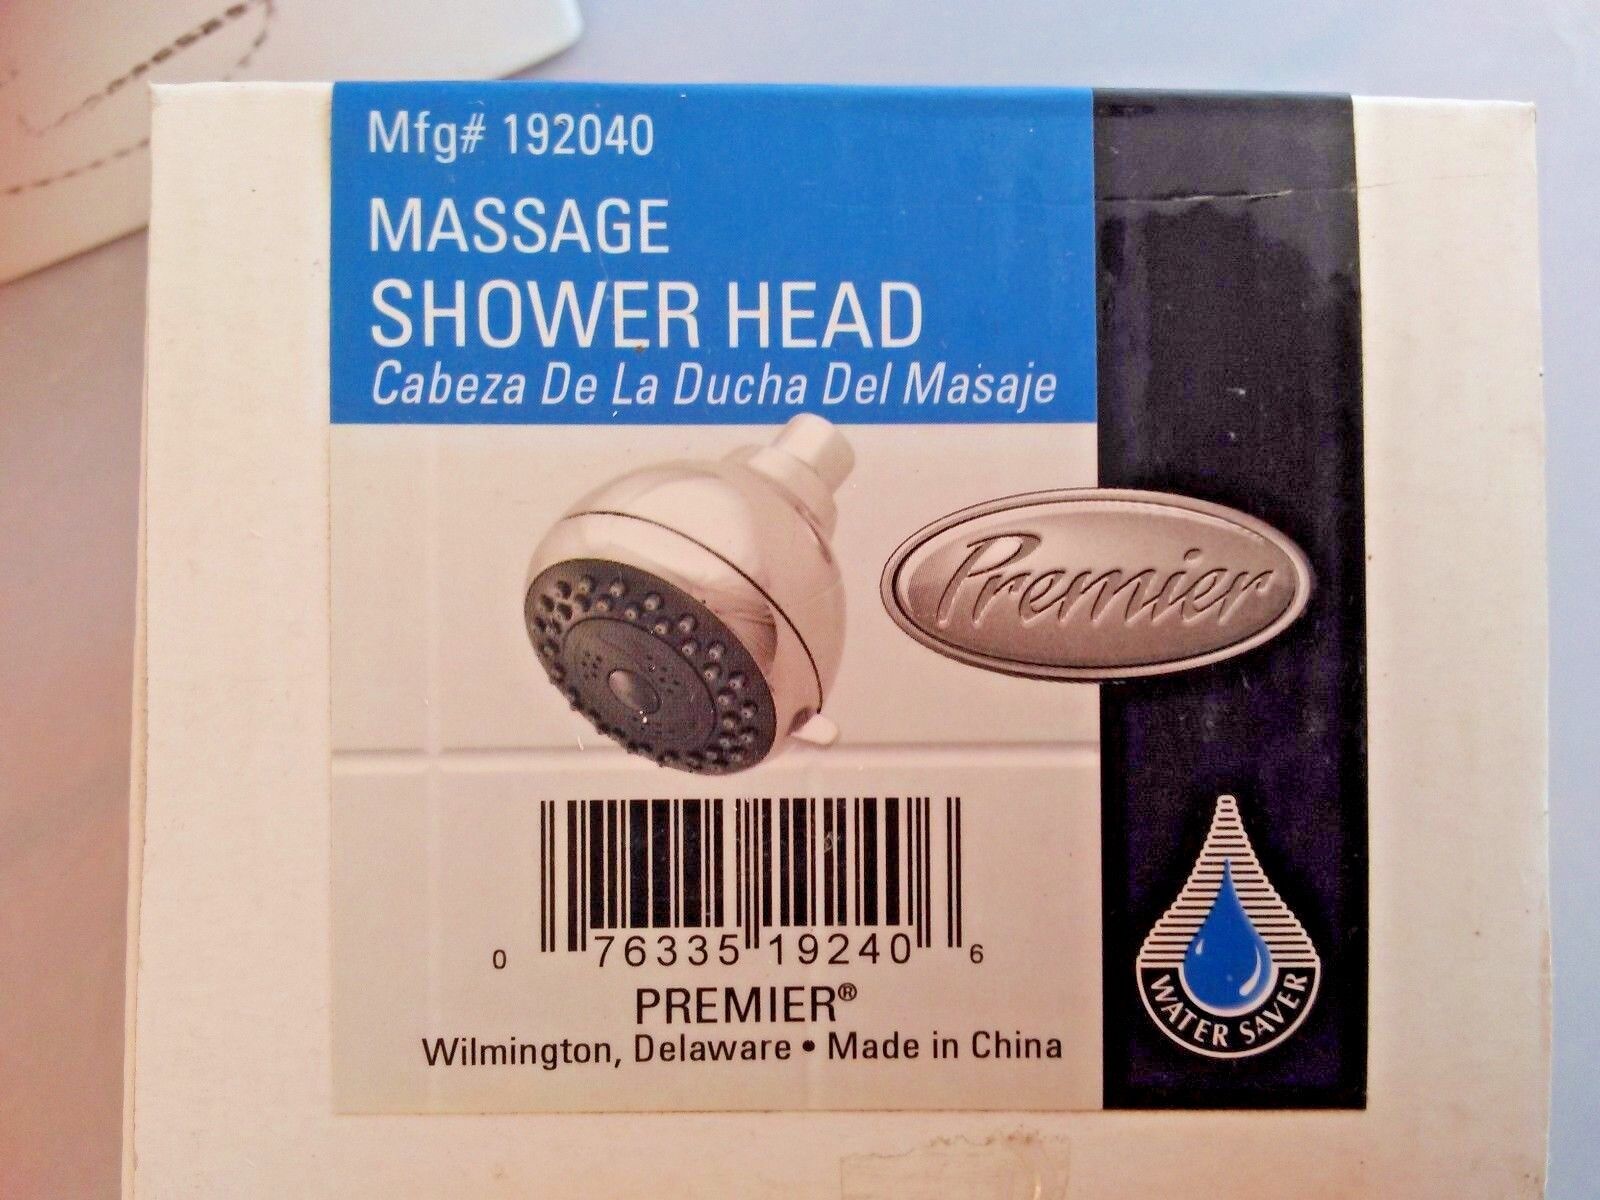 Mfg# 192040
MASSAGE
SHOWER HEAD
Cabeza De La Ducha Del Masaje
Premier
0 76335 19240 6
PREMIER®
Wilmington, Delaware • Made in China
WATER SAVER